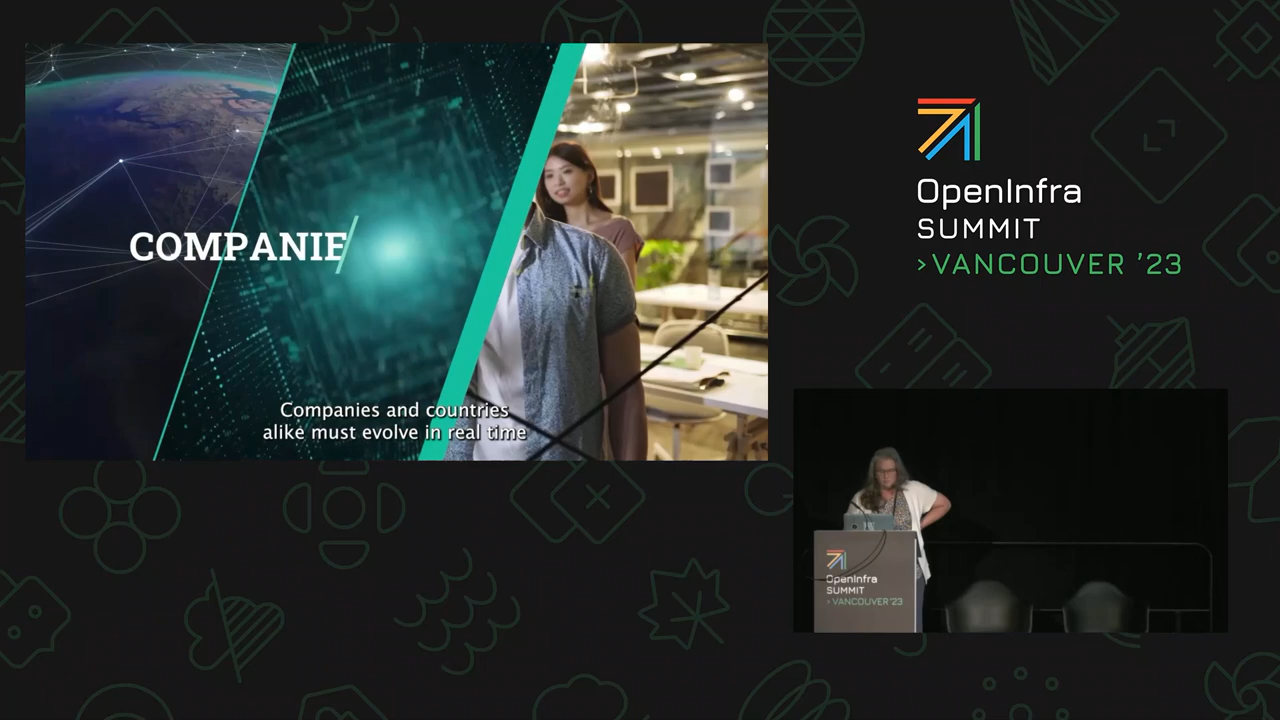 COMPANIE
Companies and countries
alike must evolve in real time
OpenInfra
SUMMIT
>VANCOUVER '23
OpenInfra
SUMMIT
>VANCOUVER '23